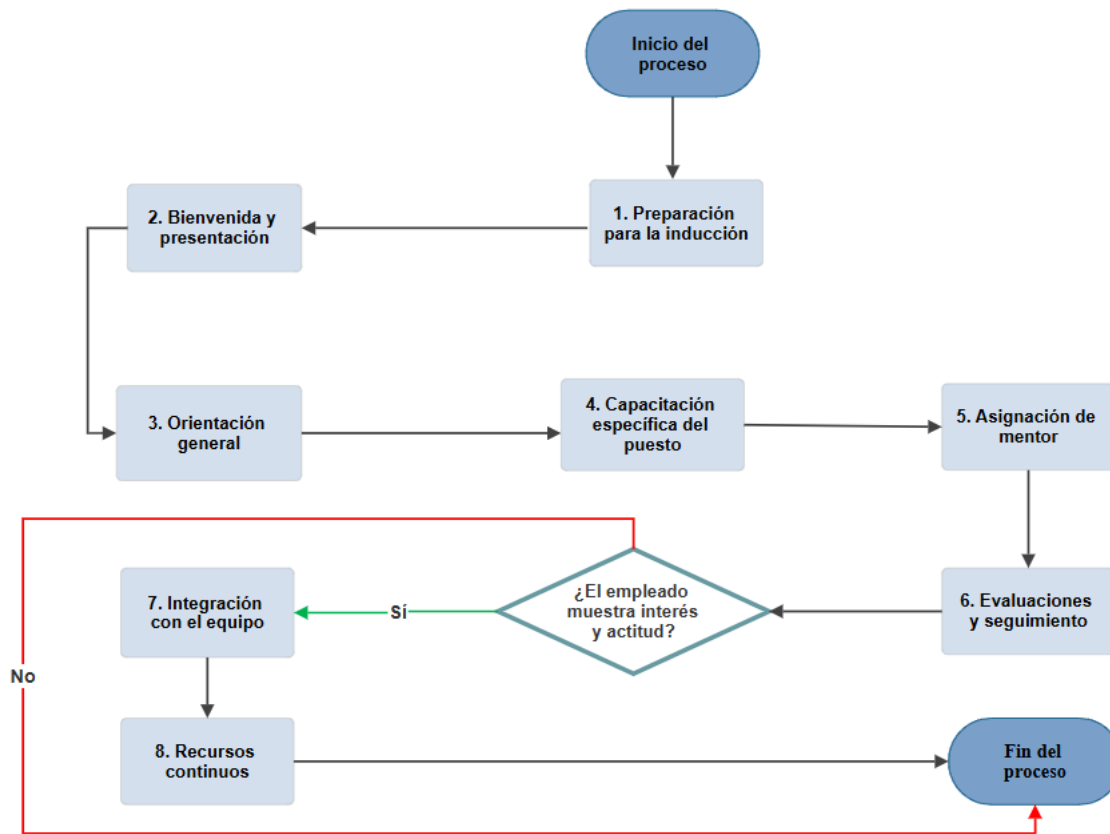 Inicio del
proceso
1. Preparación
para la inducción
2. Bienvenida y
presentación
3. Orientación
general
4. Capacitación
específica del
puesto
5. Asignación de
mentor
6. Evaluaciones
y seguimiento
¿El empleado
muestra interés
y actitud?
Sí
7. Integración
con el equipo
No
8. Recursos
continuos
Fin del
proceso